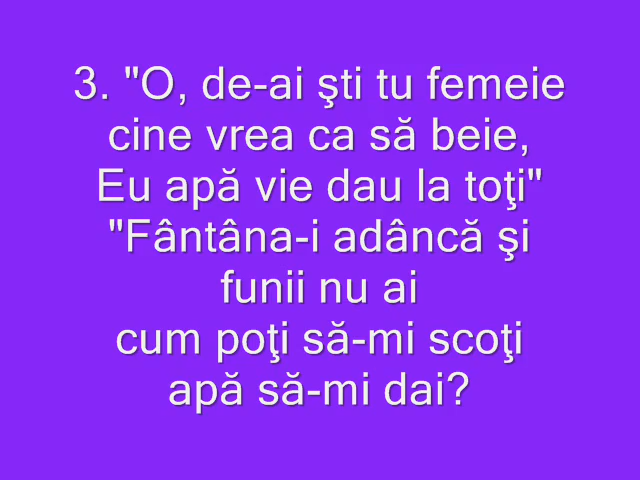 3. "O, de-ai şti tu femeie
cine vrea ca să beie,
Eu apă vie dau la toţi"
"Fântâna-i adâncă şi
funii nu ai
cum poţi să-mi scoţi
apă să-mi dai?